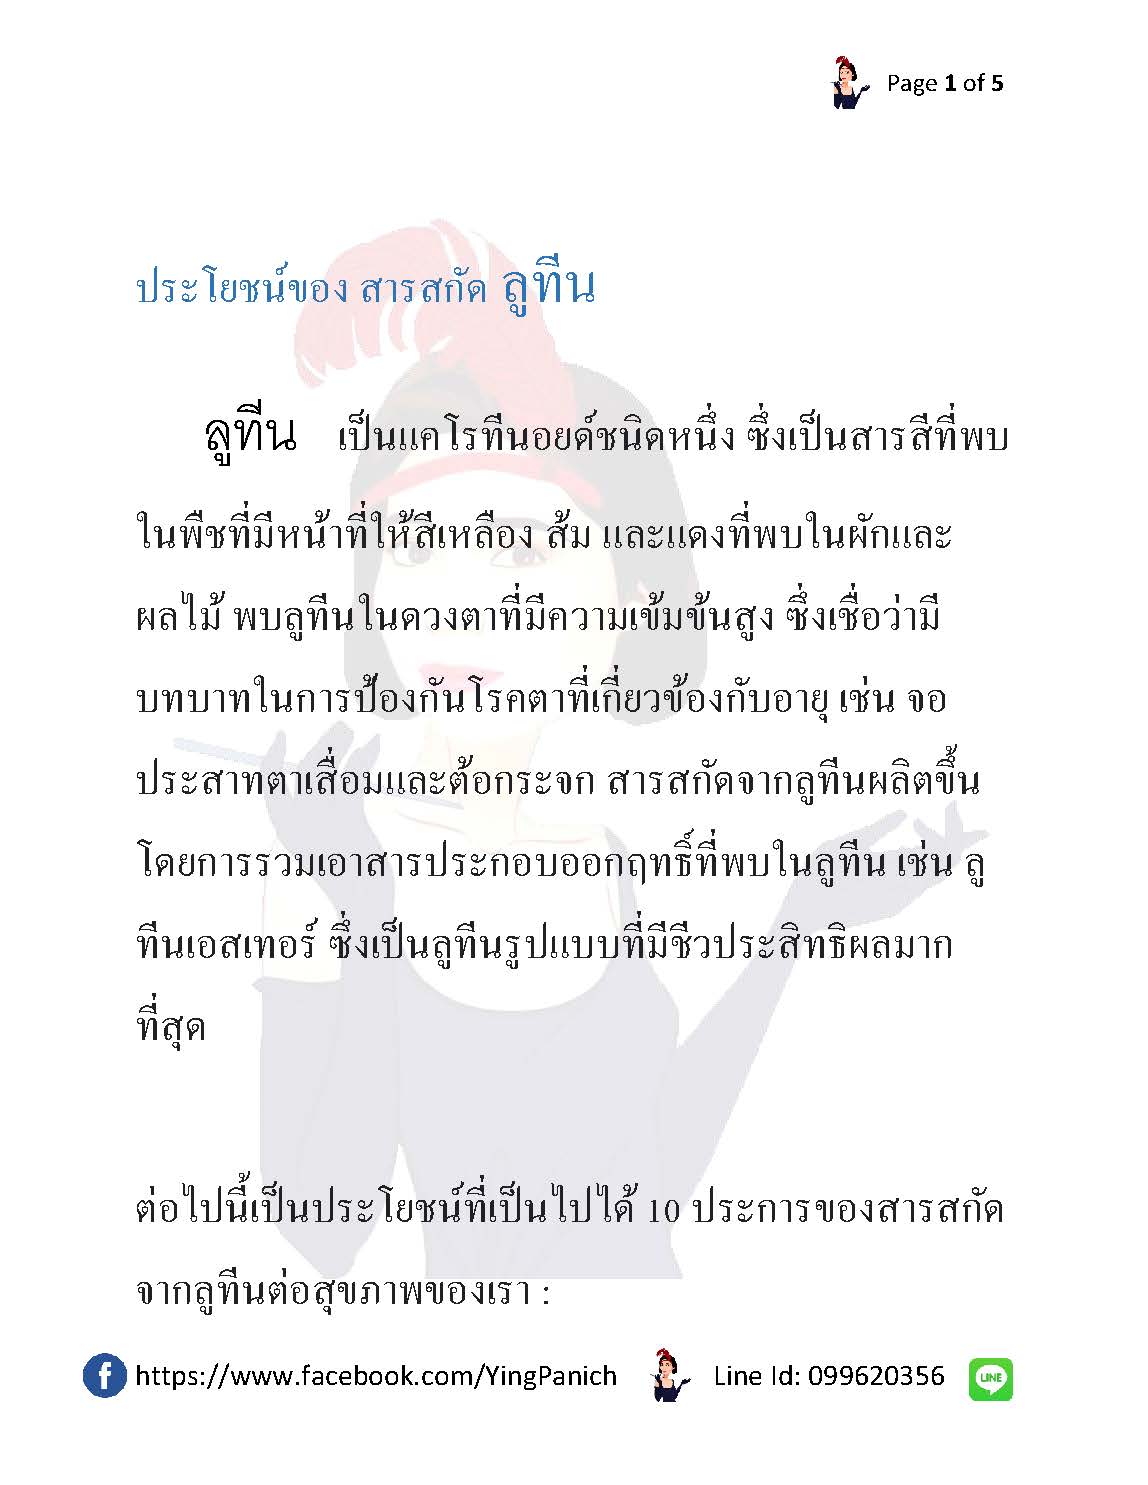 Page 1 of 5
ประโยชน์ของ สารสกัด ลูทีน
ลูทีน เป็นแคโรทีนอยด์ชนิดหนึ่ง ซึ่งเป็นสารสีที่พบ
ในพืชที่มีหน้าที่ให้สีเหลือง ส้ม และแดงที่พบในผักและ
ผลไม้ พบลูทีนในดวงตาที่มีความเข้มข้นสูง ซึ่งเชื่อว่ามี
บทบาทในการป้องกันโรคตาที่เกี่ยวข้องกับอายุ เช่น จอ
ประสาทตาเสื่อมและต้อกระจก สารสกัดจากลูทีนผลิตขึ้น
โดยการรวมเอาสารประกอบออกฤทธิ์ที่พบในลูทีน เช่น ลู
ทีนเอสเทอร์ ซึ่งเป็นลูทีนรูปแบบที่มีชีวประสิทธิผลมาก
ที่สุด
ต่อไปนี้เป็นประโยชน์ที่เป็นไปได้ 10 ประการของสารสกัด
จากลูทีนต่อสุขภาพของเรา :
https://www.facebook.com/YingPanich Line Id: 099620356 LINE